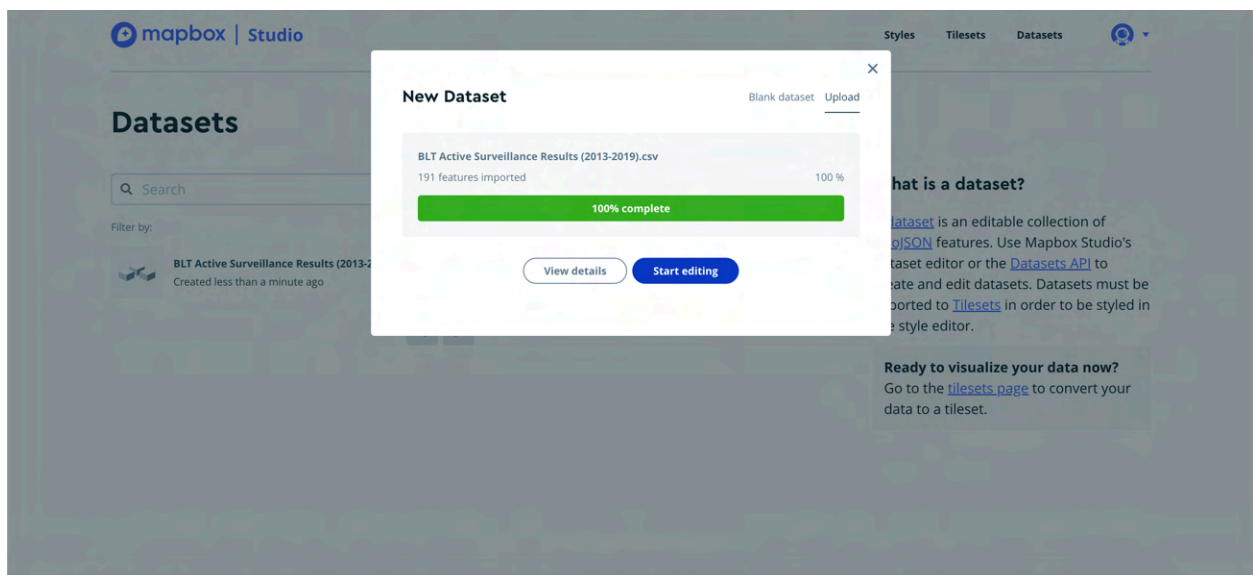 mapbox | Studio
Styles Tilesets Datasets
New Dataset
Blank dataset Upload
Datasets
BLT Active Surveillance Results (2013-2019).csv
191 features imported 100 %
100% complete
Search
Filter by:
BLT Active Surveillance Results (2013-2
Created less than a minute ago
View details Start editing
hat is a dataset?
dataset is an editable collection of
oJSON features. Use Mapbox Studio's
taset editor or the Datasets API to
eate and edit datasets. Datasets must be
ported to Tilesets in order to be styled in
e style editor.
Ready to visualize your data now?
Go to the tilesets page to convert your
data to a tileset.